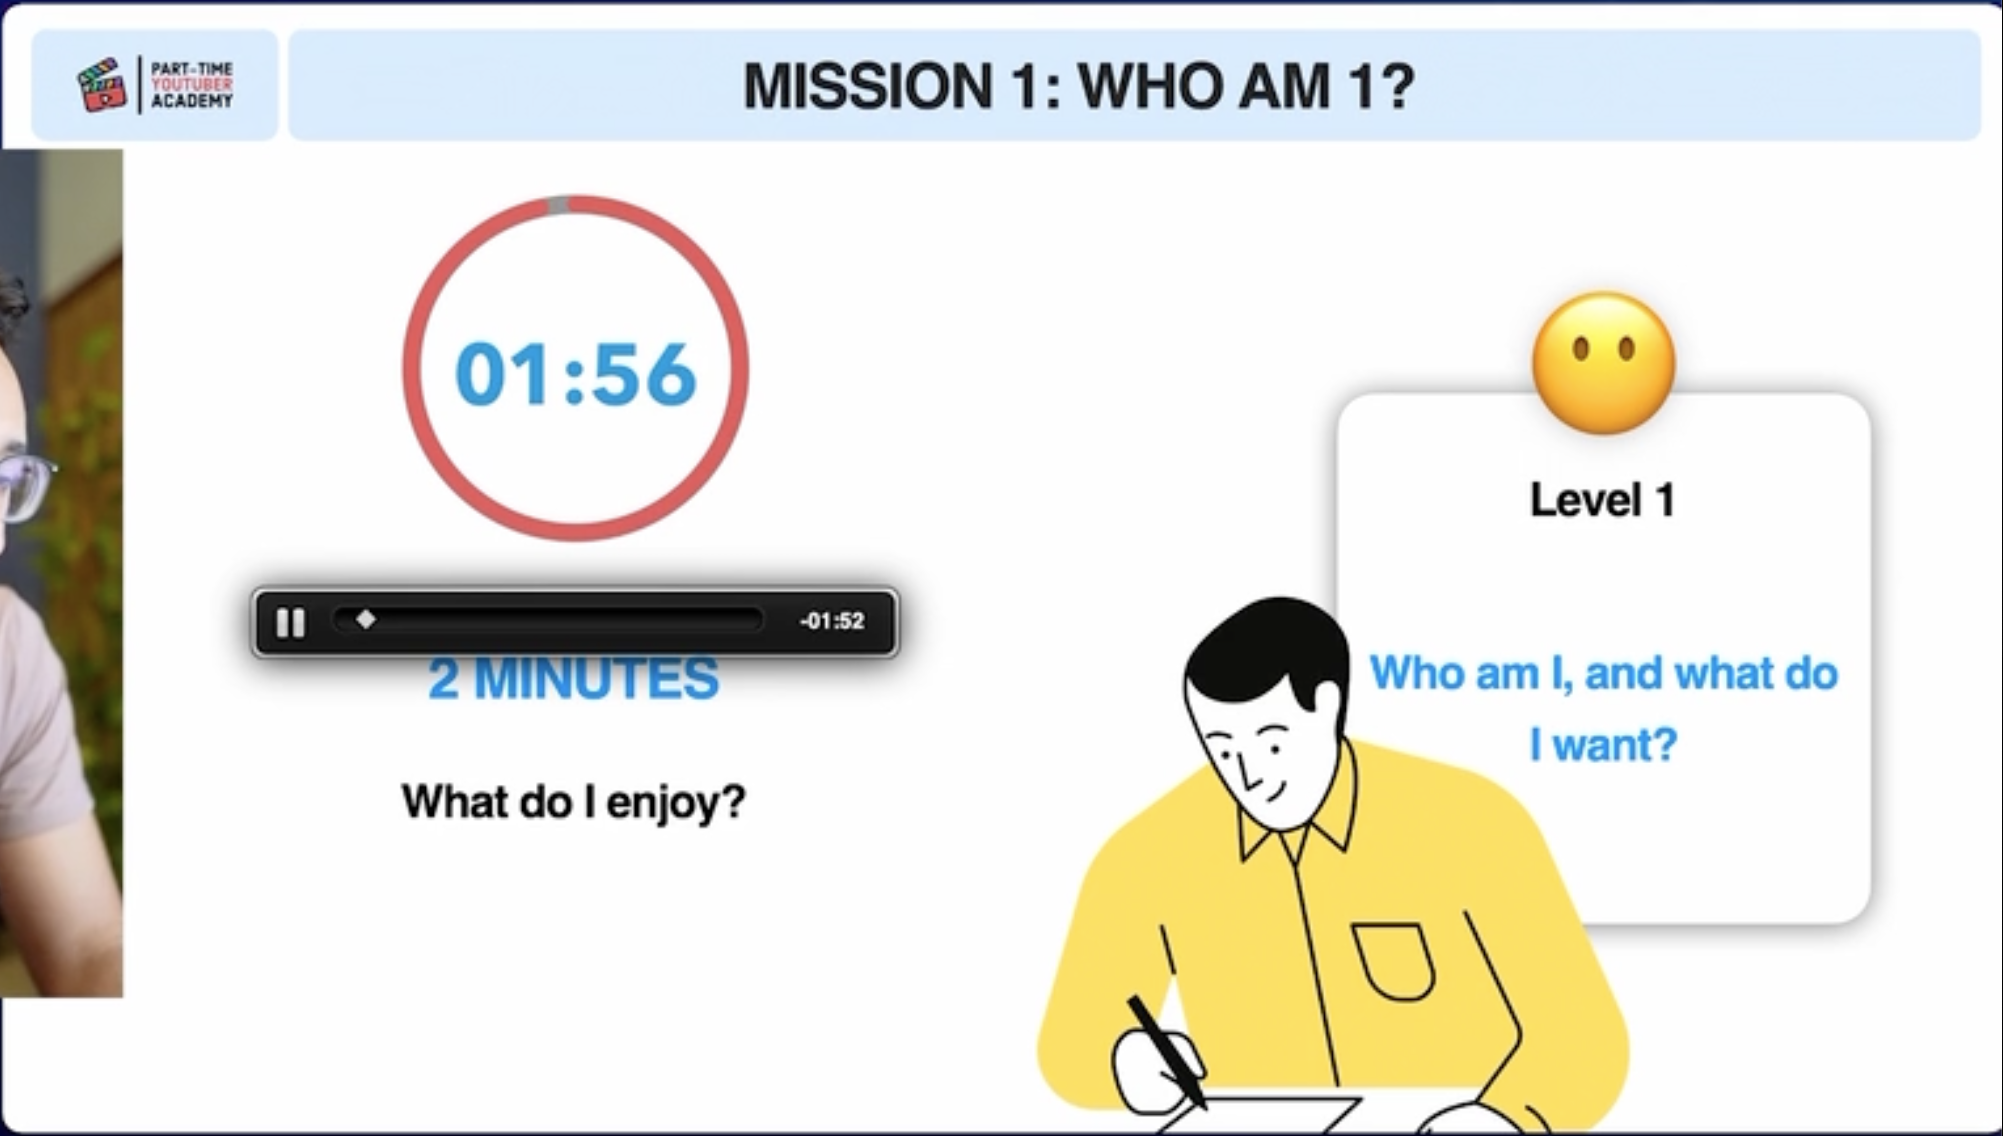 PART-TIME
YOUTUBER
ACADEMY
MISSION 1: WHO AM 1?
01:56
-01:52
2 MINUTES
What do I enjoy?
Level 1
Who am I, and what do
I want?